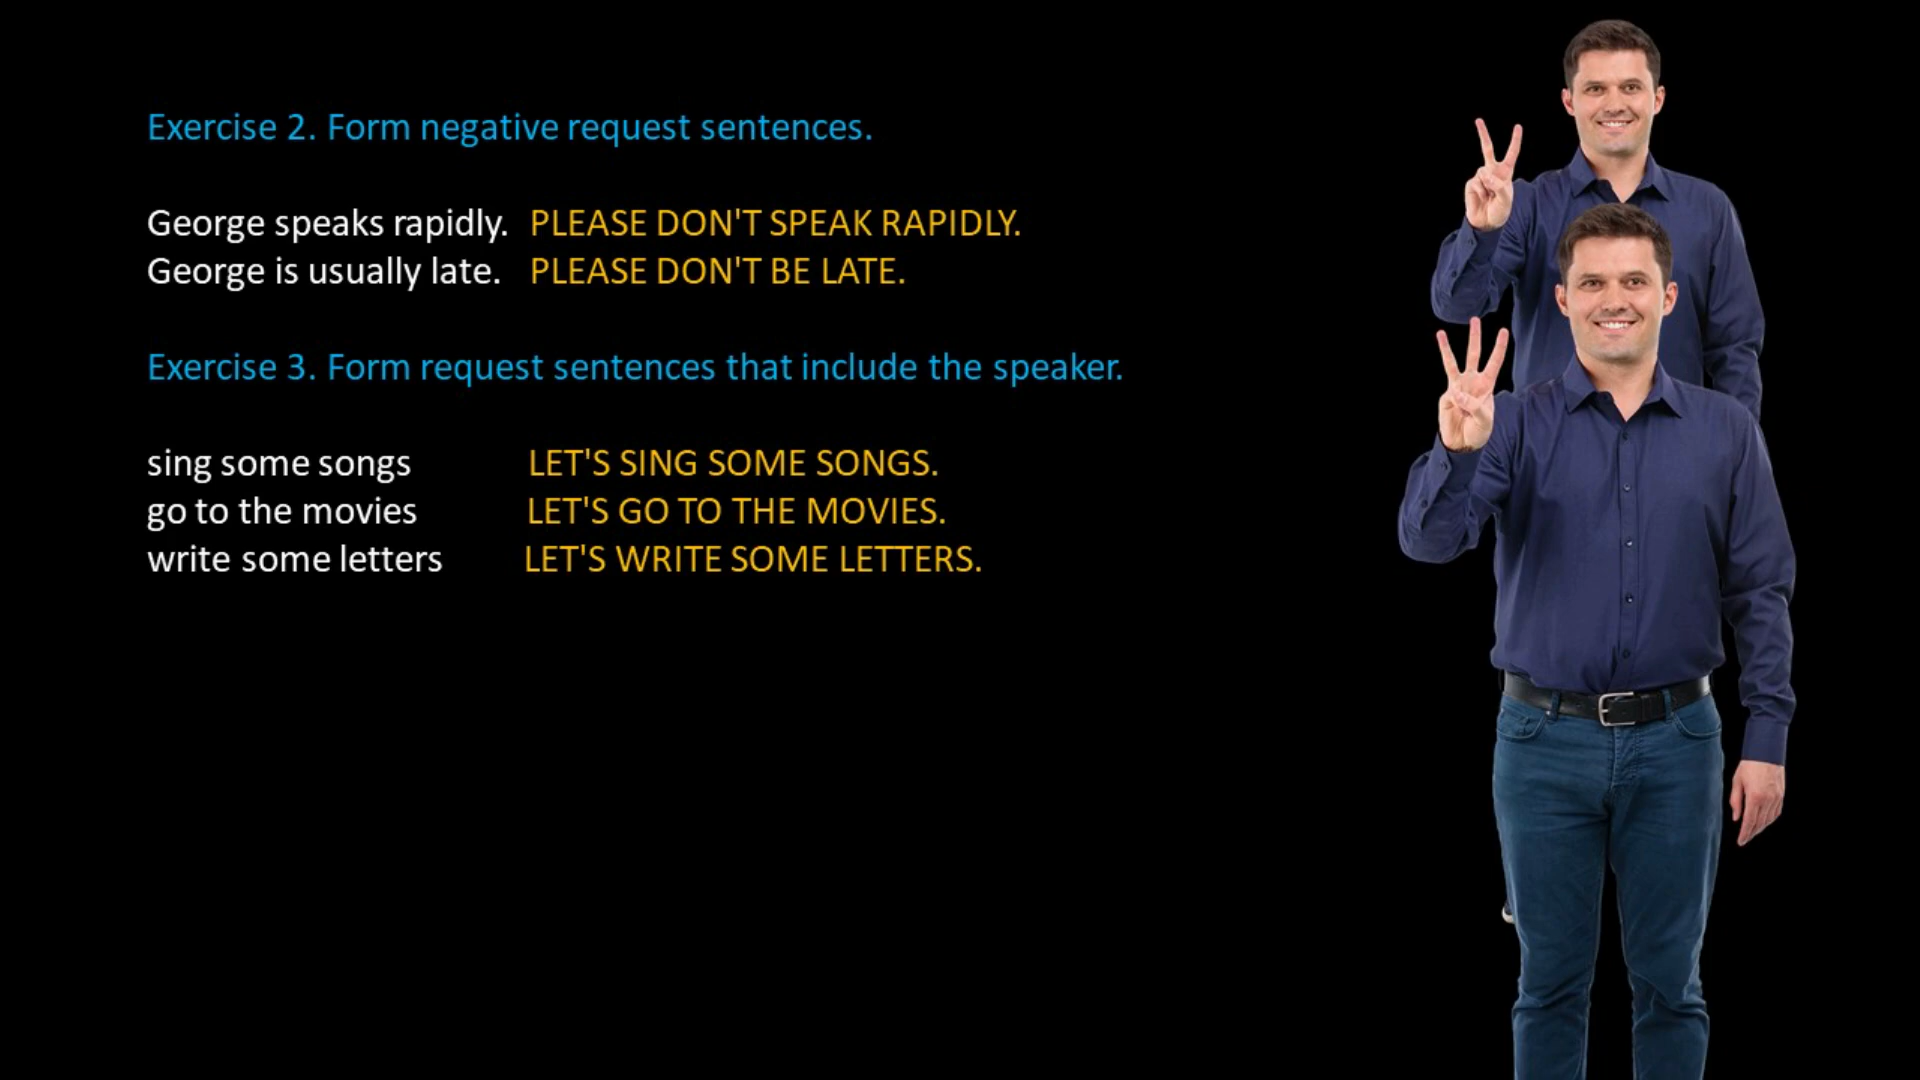 Exercise 2. Form negative request sentences.
George speaks rapidly. PLEASE DON'T SPEAK RAPIDLY.
George is usually late. PLEASE DON'T BE LATE.
Exercise 3. Form request sentences that include the speaker.
sing some songs LET'S SING SOME SONGS.
go to the movies LET'S GO TO THE MOVIES.
write some letters LET'S WRITE SOME LETTERS.